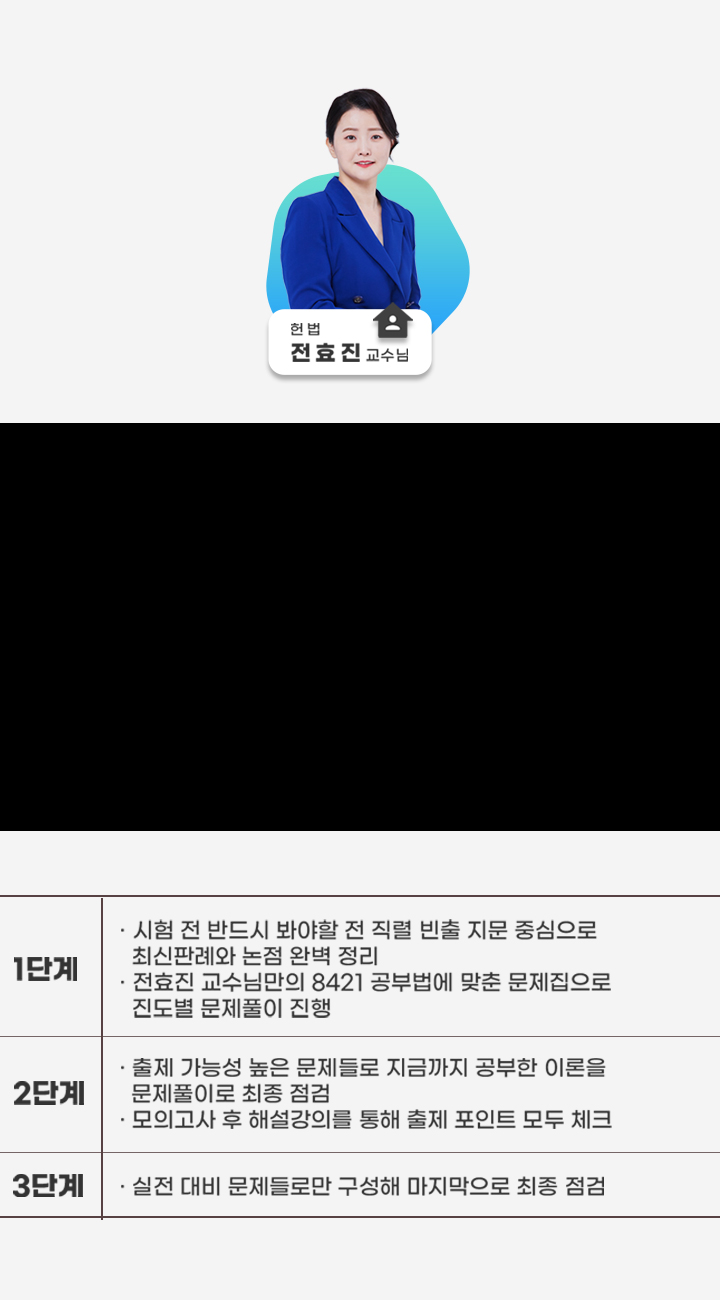 헌법
전효진 교수님
1단계
· 시험 전 반드시 봐야할 전 직렬 빈출 지문 중심으로
최신판례와 논점 완벽 정리
· 전효진 교수님만의 8421 공부법에 맞춘 문제집으로
진도별 문제풀이 진행
2단계
· 출제 가능성 높은 문제들로 지금까지 공부한 이론을
문제풀이로 최종 점검
· 모의고사 후 해설강의를 통해 출제 포인트 모두 체크
3단계
· 실전 대비 문제들로만 구성해 마지막으로 최종 점검